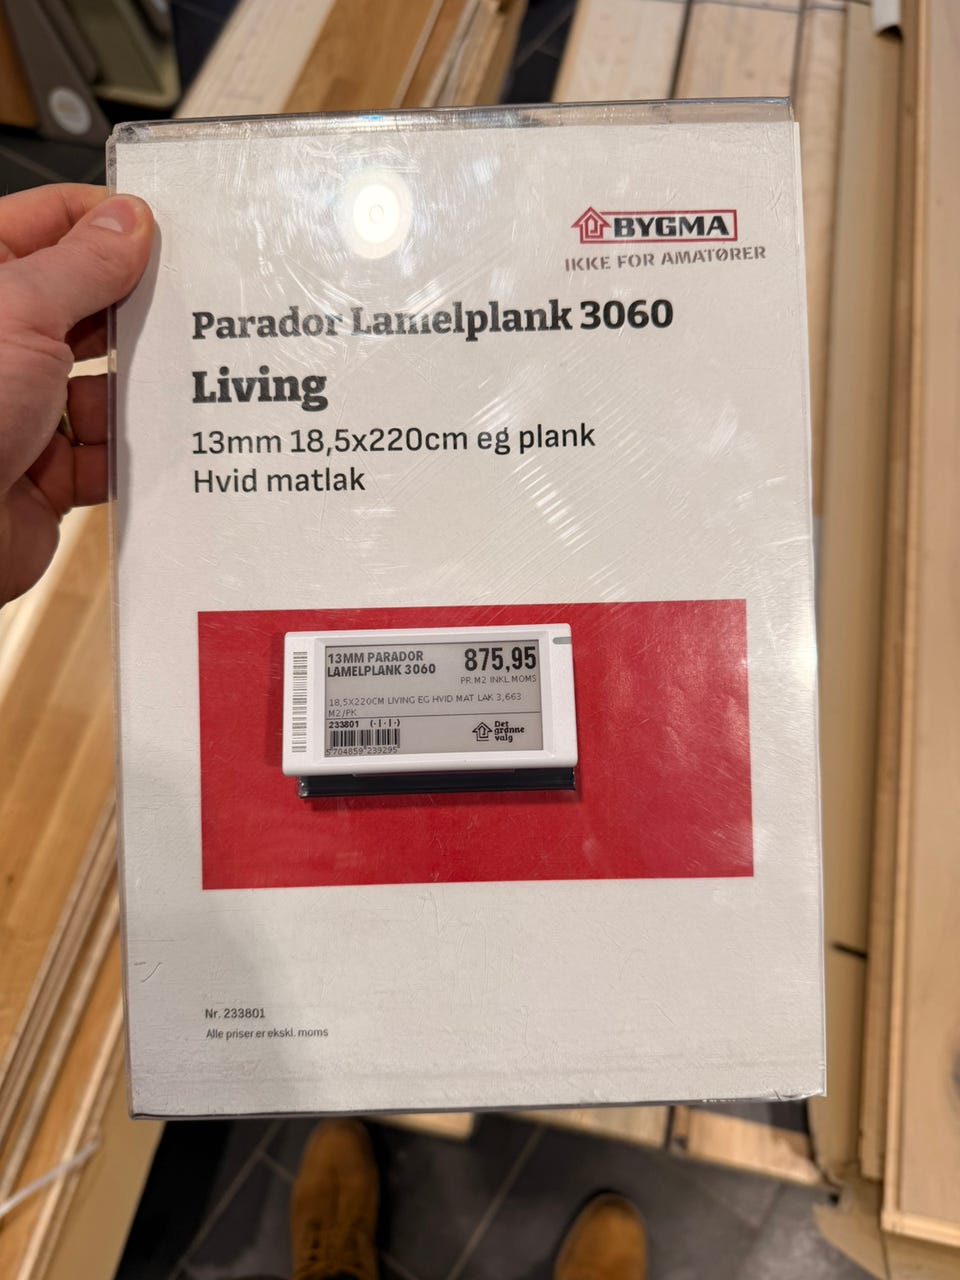 BYGMA
IKKE FOR AMATØRER
Parador Lamelplank 3060
Living
13mm 18,5x220cm eg plank
Hvid matlak
13MM PARADOR
LAMELPLANK 3060
875,95
PR.M2 INKL.MOMS
18,5X220CM LIVING EG HVID MAT LAK 3,663
M2/PK
233801 (·|·|·)
5704859239295
Det
grønne
valg
Nr. 233801
Alle priser er ekskl. moms